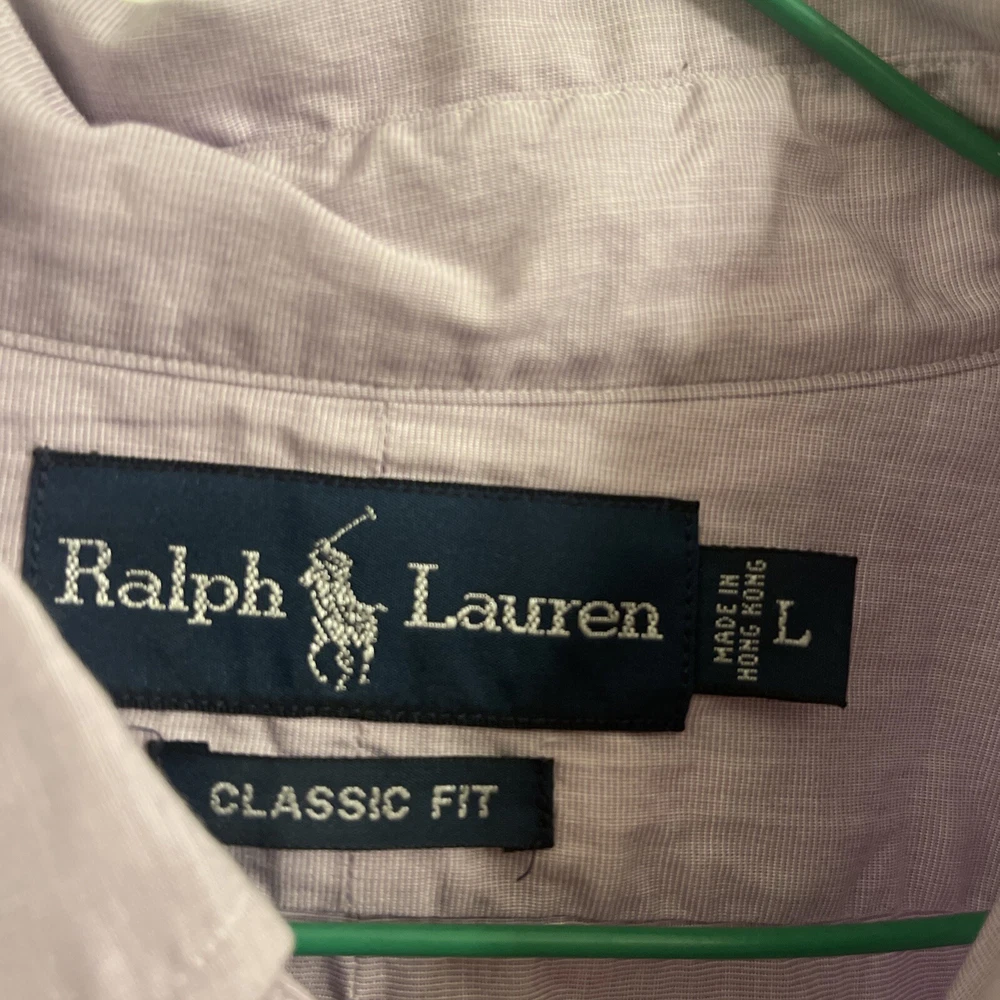 Ralph Lauren
MADE IN
HONG KONG
L
CLASSIC FIT